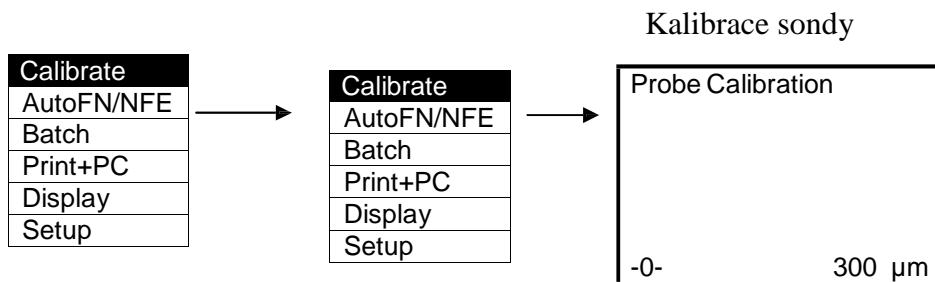 Kalibrace sondy
Calibrate
AutoFN/NFE
Batch
Print+PC
Display
Setup
Calibrate
AutoFN/NFE
Batch
Print+PC
Display
Setup
Probe Calibration
-0- 300 µm